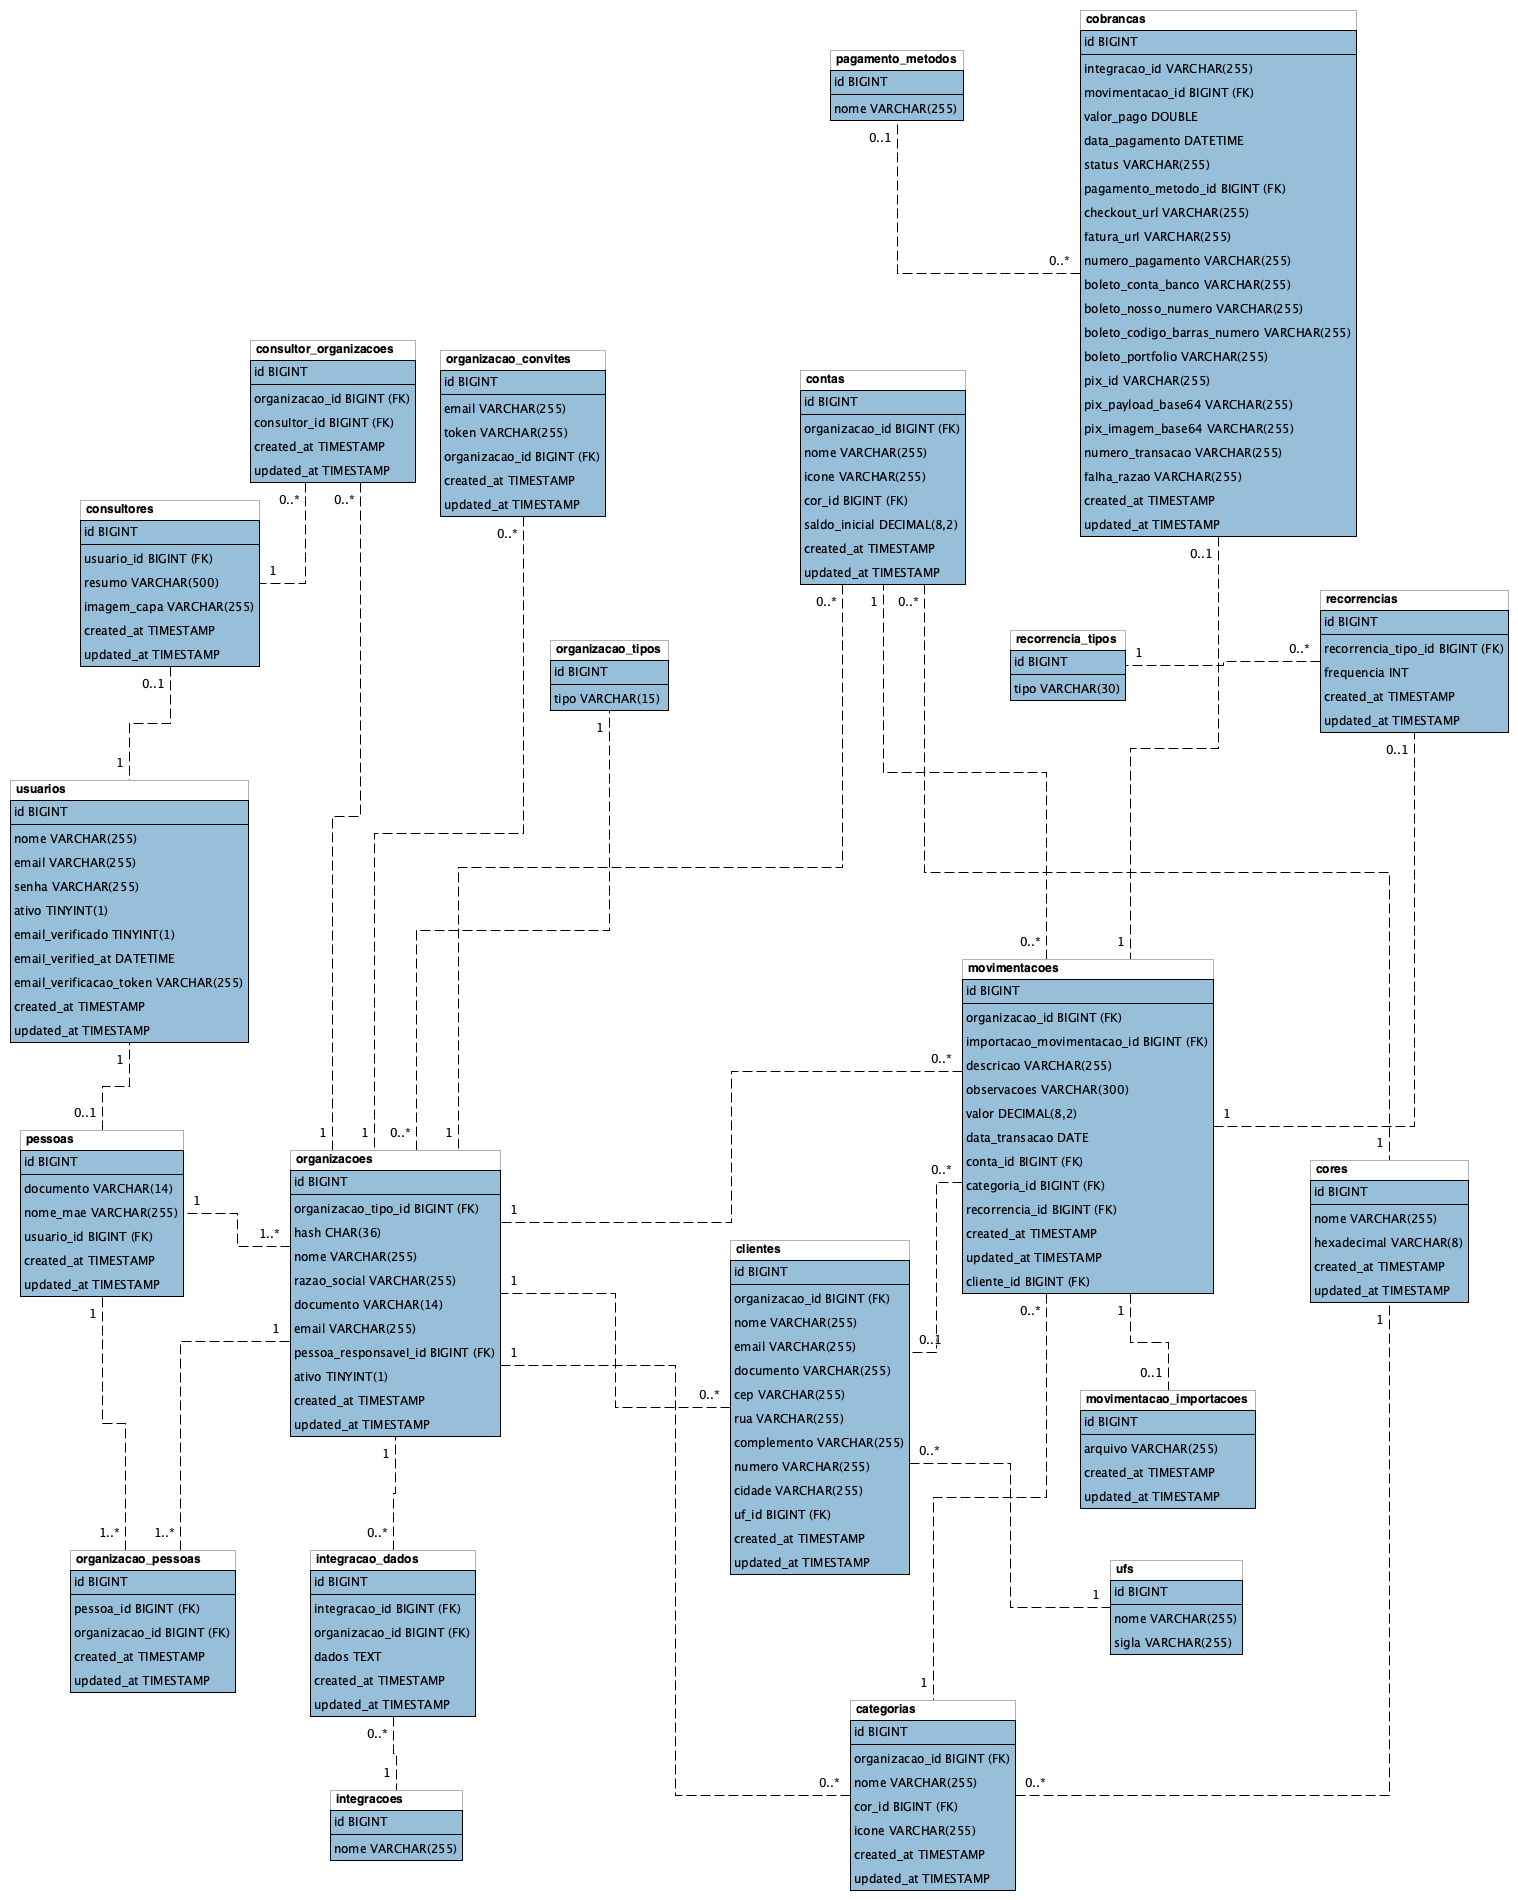 cobrancas
id BIGINT
integracao_id VARCHAR(255)
movimentacao_id BIGINT (FK)
valor_pago DOUBLE
data_pagamento DATETIME
status VARCHAR(255)
pagamento_metodo_id BIGINT (FK)
checkout_url VARCHAR(255)
fatura_url VARCHAR(255)
numero_pagamento VARCHAR(255)
boleto_conta_banco VARCHAR(255)
boleto_nosso_numero VARCHAR(255)
boleto_codigo_barras_numero VARCHAR(255)
boleto_portfolio VARCHAR(255)
pix_id VARCHAR(255)
pix_payload_base64 VARCHAR(255)
pix_imagem_base64 VARCHAR(255)
numero_transacao VARCHAR(255)
falha_razao VARCHAR(255)
created_at TIMESTAMP
updated_at TIMESTAMP
0..1
pagamento_metodos
id BIGINT
nome VARCHAR(255)
0..1
0..*
consultor_organizacoes
id BIGINT
organizacao_id BIGINT (FK)
consultor_id BIGINT (FK)
created_at TIMESTAMP
updated_at TIMESTAMP
0..*
0..*
organizacao_convites
id BIGINT
email VARCHAR(255)
token VARCHAR(255)
organizacao_id BIGINT (FK)
created_at TIMESTAMP
updated_at TIMESTAMP
0..*
contas
id BIGINT
organizacao_id BIGINT (FK)
nome VARCHAR(255)
icone VARCHAR(255)
cor_id BIGINT (FK)
saldo_inicial DECIMAL(8,2)
created_at TIMESTAMP
updated_at TIMESTAMP
0..*
1
0..*
consultores
id BIGINT
usuario_id BIGINT (FK)
resumo VARCHAR(500)
imagem_capa VARCHAR(255)
created_at TIMESTAMP
updated_at TIMESTAMP
1
0..1
1
organizacao_tipos
id BIGINT
tipo VARCHAR(15)
1
recorrencia_tipos
id BIGINT
tipo VARCHAR(30)
1
0..*
recorrencias
id BIGINT
recorrencia_tipo_id BIGINT (FK)
frequencia INT
created_at TIMESTAMP
updated_at TIMESTAMP
0..1
usuarios
id BIGINT
nome VARCHAR(255)
email VARCHAR(255)
senha VARCHAR(255)
ativo TINYINT(1)
email_verificado TINYINT(1)
email_verified_at DATETIME
email_verificacao_token VARCHAR(255)
created_at TIMESTAMP
updated_at TIMESTAMP
1
0..1
0..*
1
movimentacoes
id BIGINT
organizacao_id BIGINT (FK)
importacao_movimentacao_id BIGINT (FK)
descricao VARCHAR(255)
observacoes VARCHAR(300)
valor DECIMAL(8,2)
data_transacao DATE
conta_id BIGINT (FK)
categoria_id BIGINT (FK)
recorrencia_id BIGINT (FK)
created_at TIMESTAMP
updated_at TIMESTAMP
cliente_id BIGINT (FK)
0..*
0..*
1
0..*
1
pessoas
id BIGINT
documento VARCHAR(14)
nome_mae VARCHAR(255)
usuario_id BIGINT (FK)
created_at TIMESTAMP
updated_at TIMESTAMP
1
1..*
1
1
1
0..*
1
organizacoes
id BIGINT
organizacao_tipo_id BIGINT (FK)
hash CHAR(36)
nome VARCHAR(255)
razao_social VARCHAR(255)
documento VARCHAR(14)
email VARCHAR(255)
pessoa_responsavel_id BIGINT (FK)
ativo TINYINT(1)
created_at TIMESTAMP
updated_at TIMESTAMP
1
1
1
1
1
1
cores
id BIGINT
nome VARCHAR(255)
hexadecimal VARCHAR(8)
created_at TIMESTAMP
updated_at TIMESTAMP
1
clientes
id BIGINT
organizacao_id BIGINT (FK)
nome VARCHAR(255)
email VARCHAR(255)
documento VARCHAR(255)
cep VARCHAR(255)
rua VARCHAR(255)
complemento VARCHAR(255)
numero VARCHAR(255)
cidade VARCHAR(255)
uf_id BIGINT (FK)
created_at TIMESTAMP
updated_at TIMESTAMP
0..1
0..*
0..*
0..1
movimentacao_importacoes
id BIGINT
arquivo VARCHAR(255)
created_at TIMESTAMP
updated_at TIMESTAMP
1..*
1..*
organizacao_pessoas
id BIGINT
pessoa_id BIGINT (FK)
organizacao_id BIGINT (FK)
created_at TIMESTAMP
updated_at TIMESTAMP
0..*
integracao_dados
id BIGINT
integracao_id BIGINT (FK)
organizacao_id BIGINT (FK)
dados TEXT
created_at TIMESTAMP
updated_at TIMESTAMP
0..*
1
ufs
id BIGINT
nome VARCHAR(255)
sigla VARCHAR(255)
1
1
categorias
id BIGINT
organizacao_id BIGINT (FK)
nome VARCHAR(255)
cor_id BIGINT (FK)
icone VARCHAR(255)
created_at TIMESTAMP
updated_at TIMESTAMP
0..*
0..*
integracoes
id BIGINT
nome VARCHAR(255)